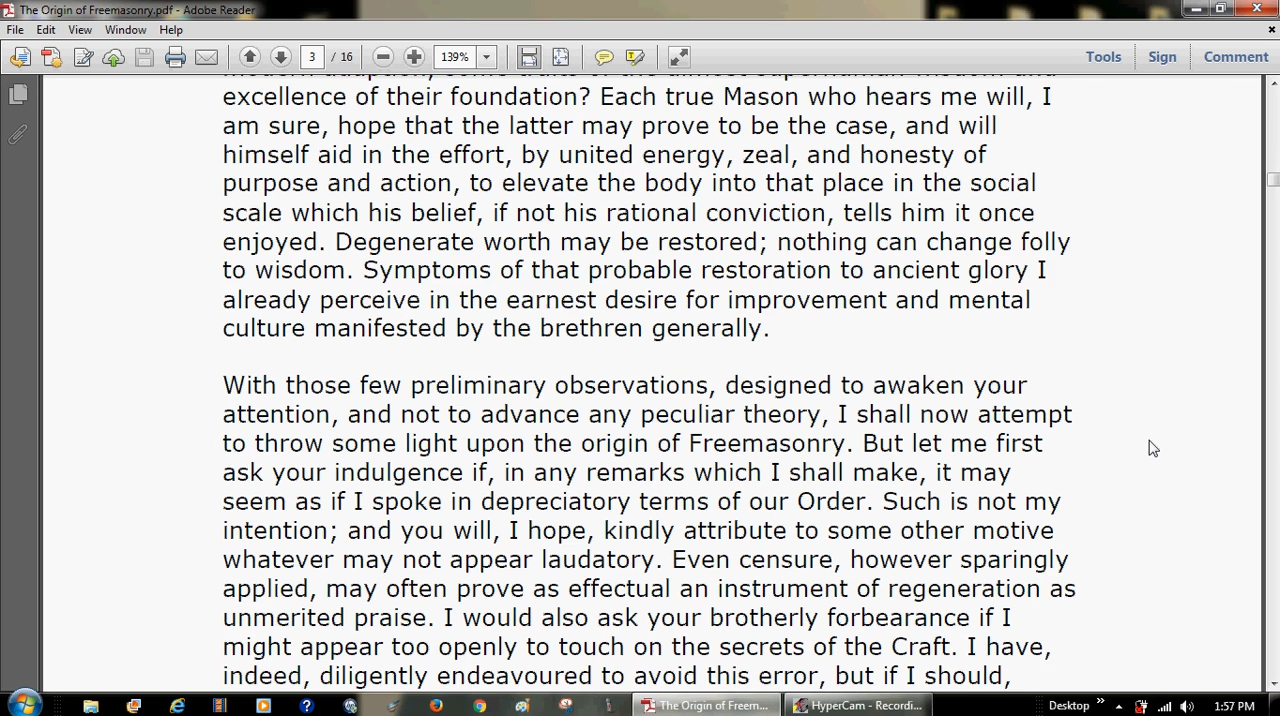 The Origin of Freemasonry.pdf - Adobe Reader
File Edit View Window Help
3 / 16 139% Tools Sign Comment
excellence of their foundation? Each true Mason who hears me will, I
am sure, hope that the latter may prove to be the case, and will
himself aid in the effort, by united energy, zeal, and honesty of
purpose and action, to elevate the body into that place in the social
scale which his belief, if not his rational conviction, tells him it once
enjoyed. Degenerate worth may be restored; nothing can change folly
to wisdom. Symptoms of that probable restoration to ancient glory I
already perceive in the earnest desire for improvement and mental
culture manifested by the brethren generally.
With those few preliminary observations, designed to awaken your
attention, and not to advance any peculiar theory, I shall now attempt
to throw some light upon the origin of Freemasonry. But let me first
ask your indulgence if, in any remarks which I shall make, it may
seem as if I spoke in depreciatory terms of our Order. Such is not my
intention; and you will, I hope, kindly attribute to some other motive
whatever may not appear laudatory. Even censure, however sparingly
applied, may often prove as effectual an instrument of regeneration as
unmerited praise. I would also ask your brotherly forbearance if I
might appear too openly to touch on the secrets of the Craft. I have,
indeed, diligently endeavoured to avoid this error, but if I should,
The Origin of Freem... HyperCam - Recordi... Desktop 1:57 PM